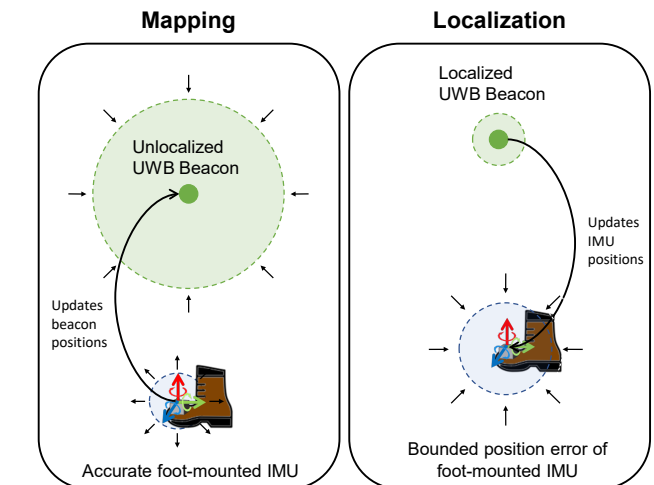 Mapping
Unlocalized
UWB Beacon
Updates
beacon
positions
Accurate foot-mounted IMU
Localization
Localized
UWB Beacon
Updates
IMU
positions
Bounded position error of
foot-mounted IMU